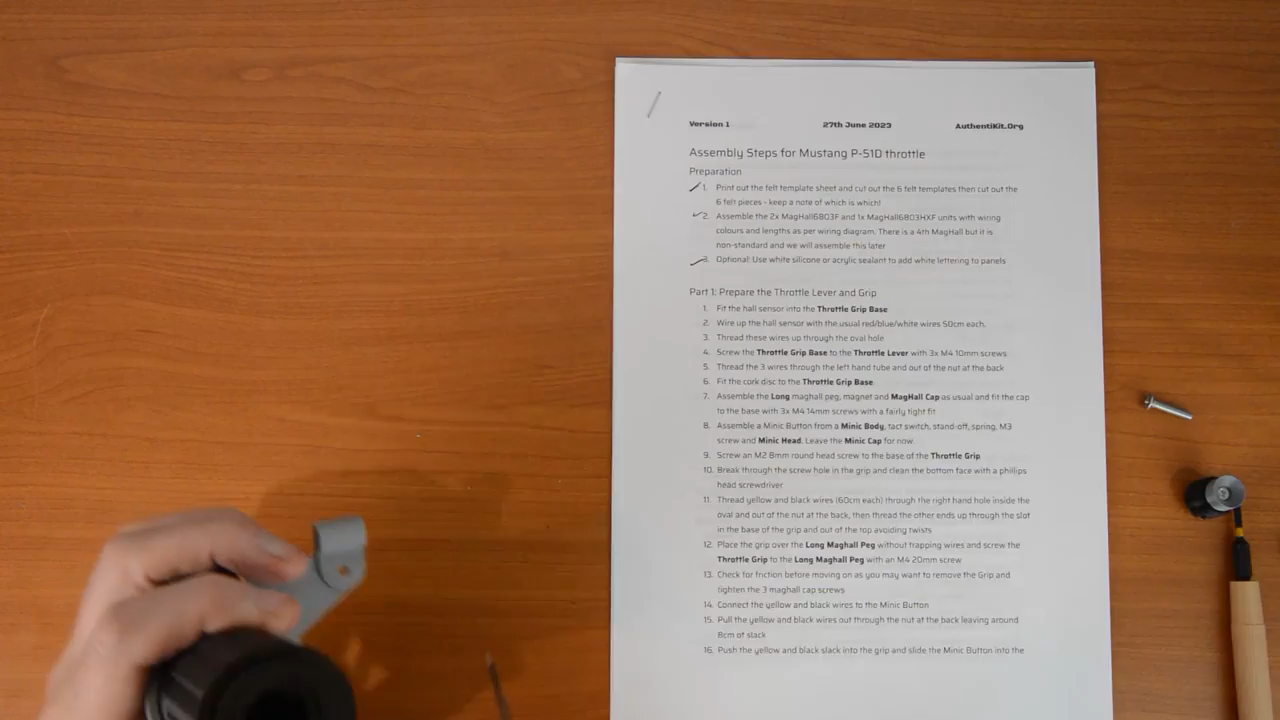 Version 1 27th June 2023 AuthentiKit.Org
Assembly Steps for Mustang P-51D throttle
Preparation
1. Print out the felt template sheet and cut out the 6 felt templates then cut out the
6 felt pieces - keep a note of which is which!
2. Assemble the 2x MagHall6803F and 1x MagHall6803HXF units with wiring
colours and lengths as per wiring diagram. There is a 4th MagHall but it is
non-standard and we will assemble this later
3. Optional: Use white silicone or acrylic sealant to add white lettering to panels
Part 1: Prepare the Throttle Lever and Grip
1. Fit the hall sensor into the Throttle Grip Base
2. Wire up the hall sensor with the usual red/blue/white wires 50cm each.
3. Thread these wires up through the oval hole
4. Screw the Throttle Grip Base to the Throttle Lever with 3x M4 10mm screws
5. Thread the 3 wires through the left hand tube and out of the nut at the back
6. Fit the cork disc to the Throttle Grip Base.
7. Assemble the Long maghall peg, magnet and MagHall Cap as usual and fit the cap
to the base with 3x M4 14mm screws with a fairly tight fit
8. Assemble a Minic Button from a Minic Body, tact switch, stand-off, spring, M3
screw and Minic Head. Leave the Minic Cap for now
9. Screw an M2 8mm round head screw to the base of the Throttle Grip
10. Break through the screw hole in the grip and clean the bottom face with a phillips
head screwdriver
11. Thread yellow and black wires (60cm each) through the right hand hole inside the
oval and out of the nut at the back, then thread the other ends up through the slot
in the base of the grip and out of the top avoiding twists
12. Place the grip over the Long Maghall Peg without trapping wires and screw the
Throttle Grip to the Long Maghall Peg with an M4 20mm screw
13. Check for friction before moving on as you may want to remove the Grip and
tighten the 3 maghall cap screws
14. Connect the yellow and black wires to the Minic Button
15. Pull the yellow and black wires out through the nut at the back leaving around
8cm of slack
16. Push the yellow and black slack into the grip and slide the Minic Button into the